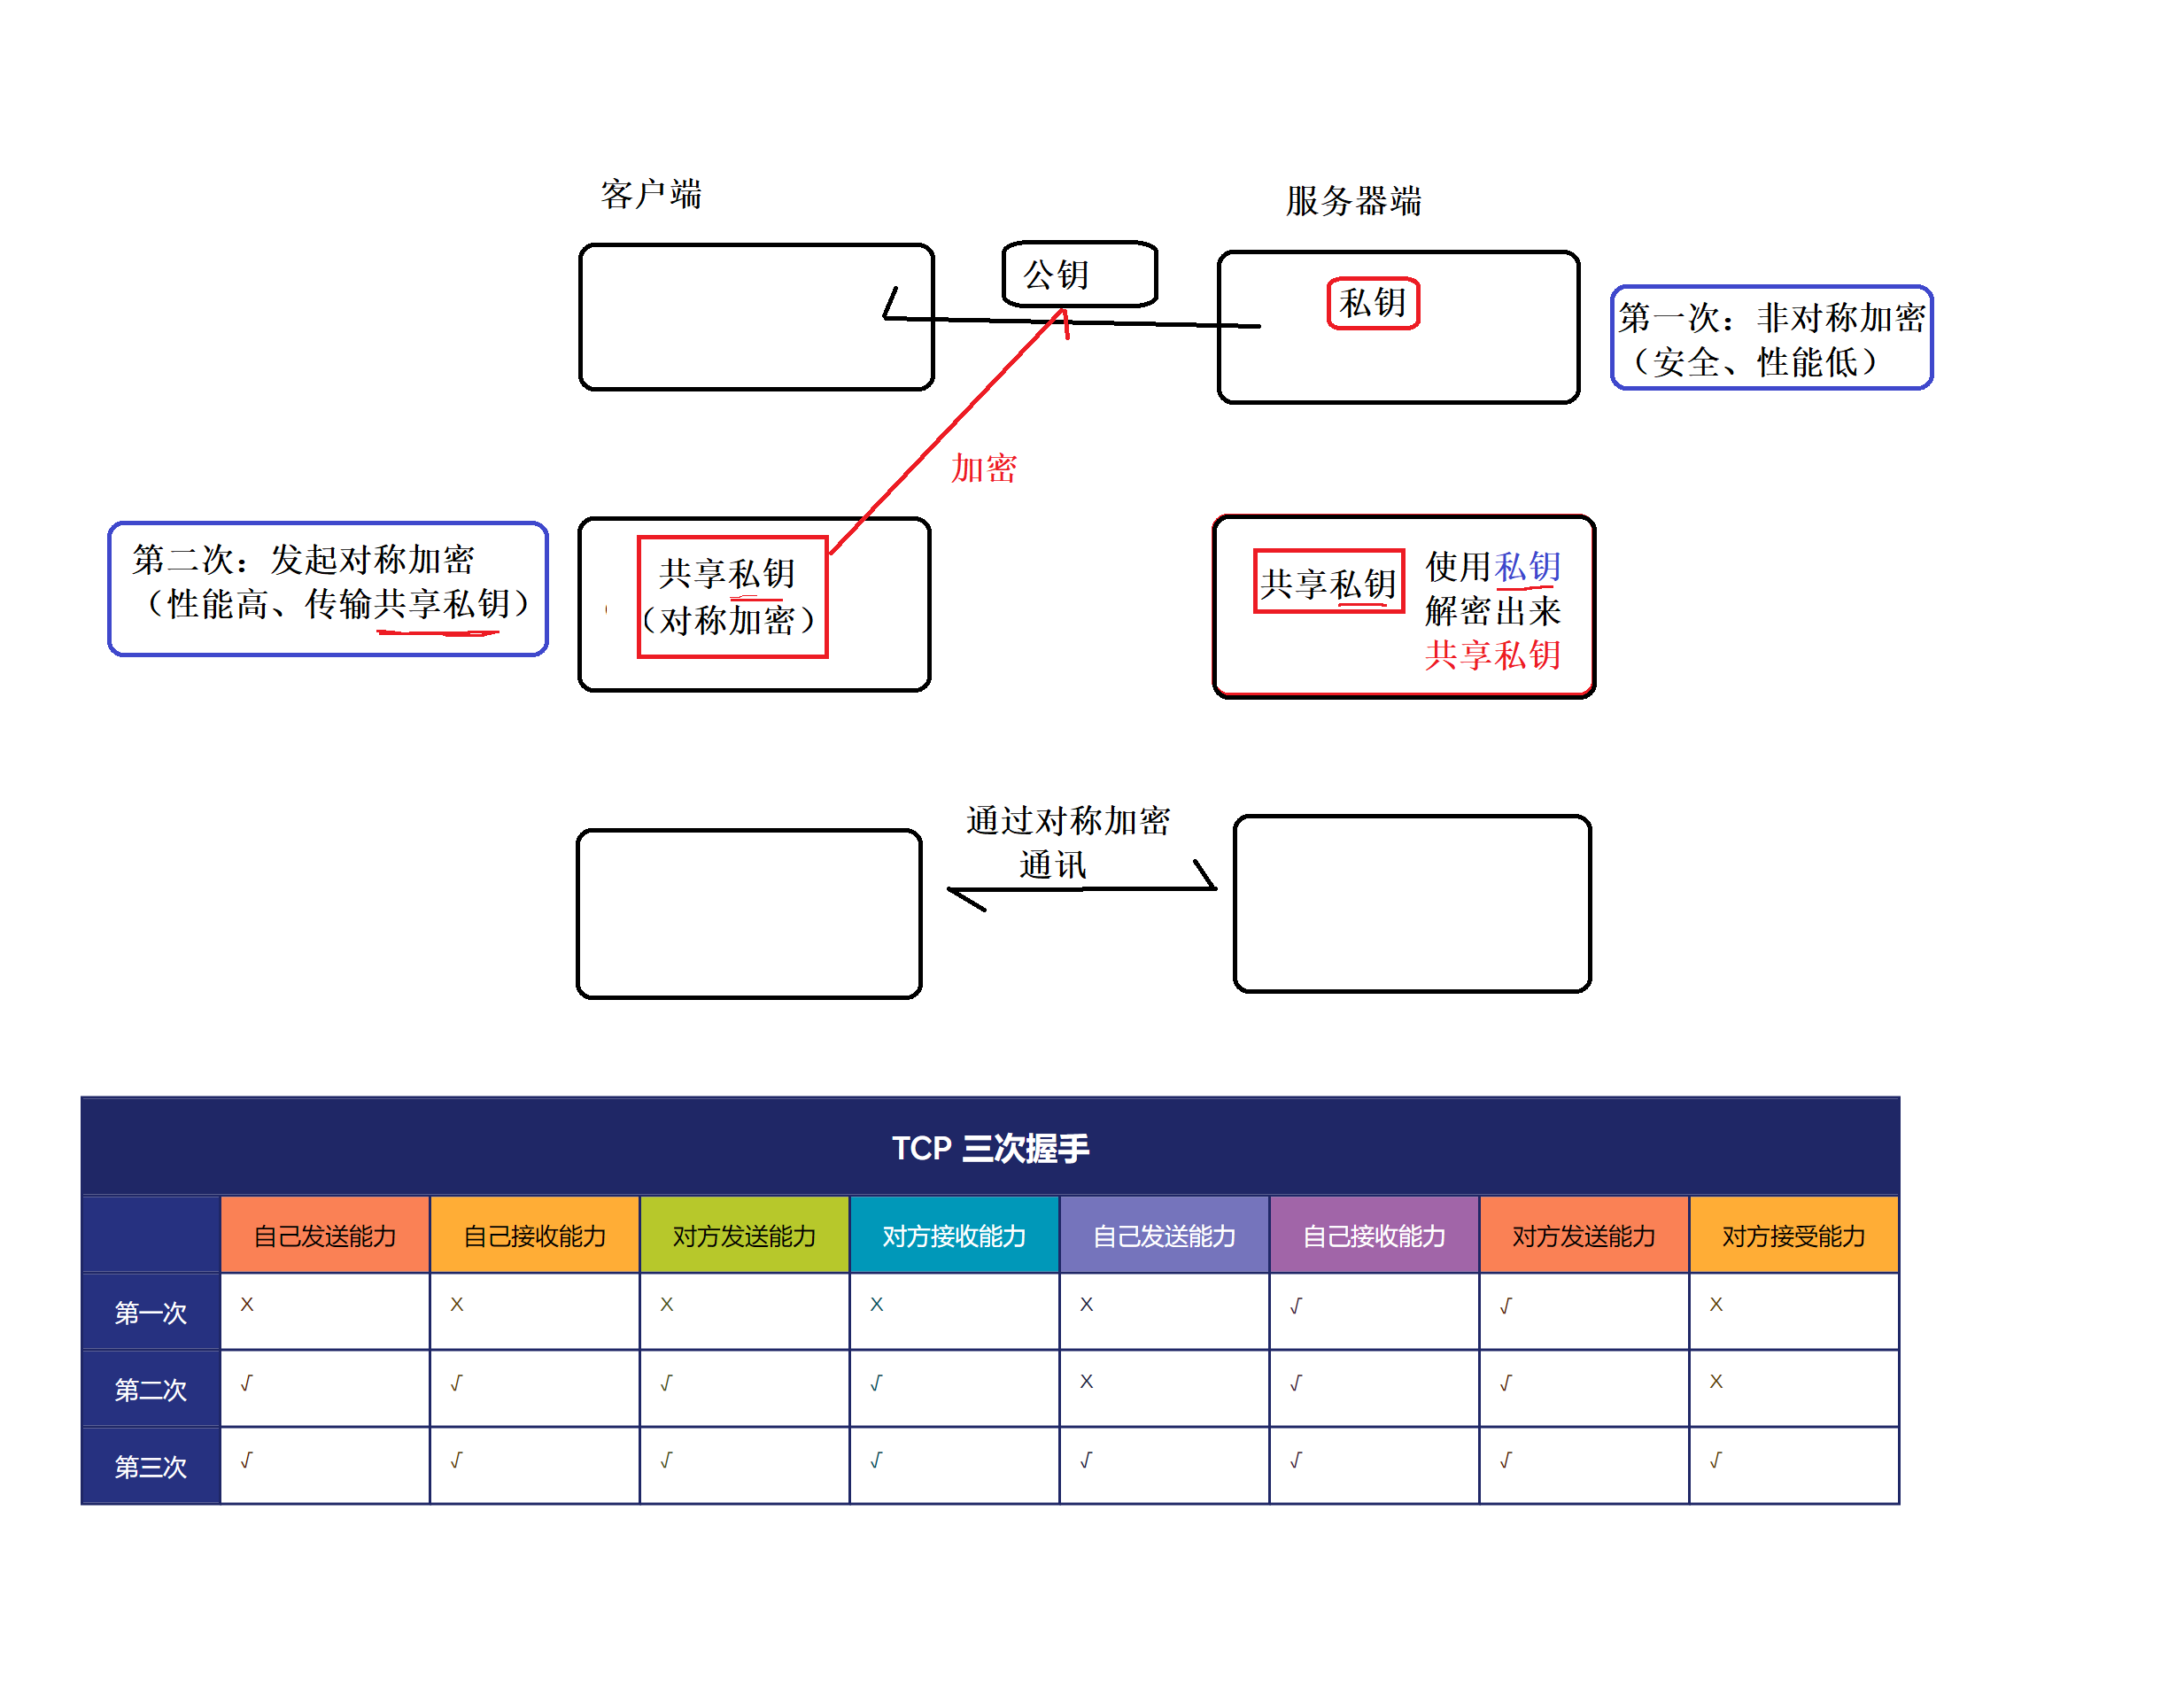 客户端
服务器端
公钥
私钥
第一次：非对称加密
（安全、性能低）
加密
第二次：发起对称加密
（性能高、传输共享私钥）
共享私钥
（对称加密）
共享私钥
使用私钥
解密出来
共享私钥
通过对称加密
通讯
TCP 三次握手
自己发送能力 自己接收能力 对方发送能力 对方接收能力 自己发送能力 自己接收能力 对方发送能力 对方接受能力
第一次 X X X X X √ √ X
第二次 √ √ √ √ X √ √ X
第三次 √ √ √ √ √ √ √ √